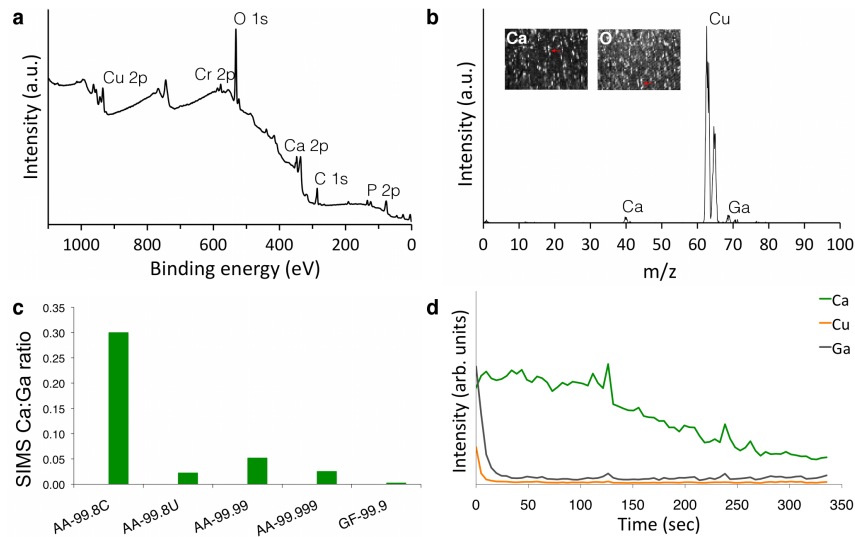 a
O 1s
Cu 2p
Cr 2p
Ca 2p
C 1s
P 2p
Intensity (a.u.)
1000 800 600 400 200 0
Binding energy (eV)
b
Ca
O
Cu
Ca
Ga
Intensity (a.u.)
0 10 20 30 40 50 60 70 80 90 100
m/z
c
SIMS Ca:Ga ratio
0.35
0.30
0.25
0.20
0.15
0.10
0.05
0.00
AA-99.8C
AA-99.8U
AA-99.99
AA-99.999
GF-99.9
d
Ca
Cu
Ga
Intensity (arb. units)
0 50 100 150 200 250 300 350
Time (sec)